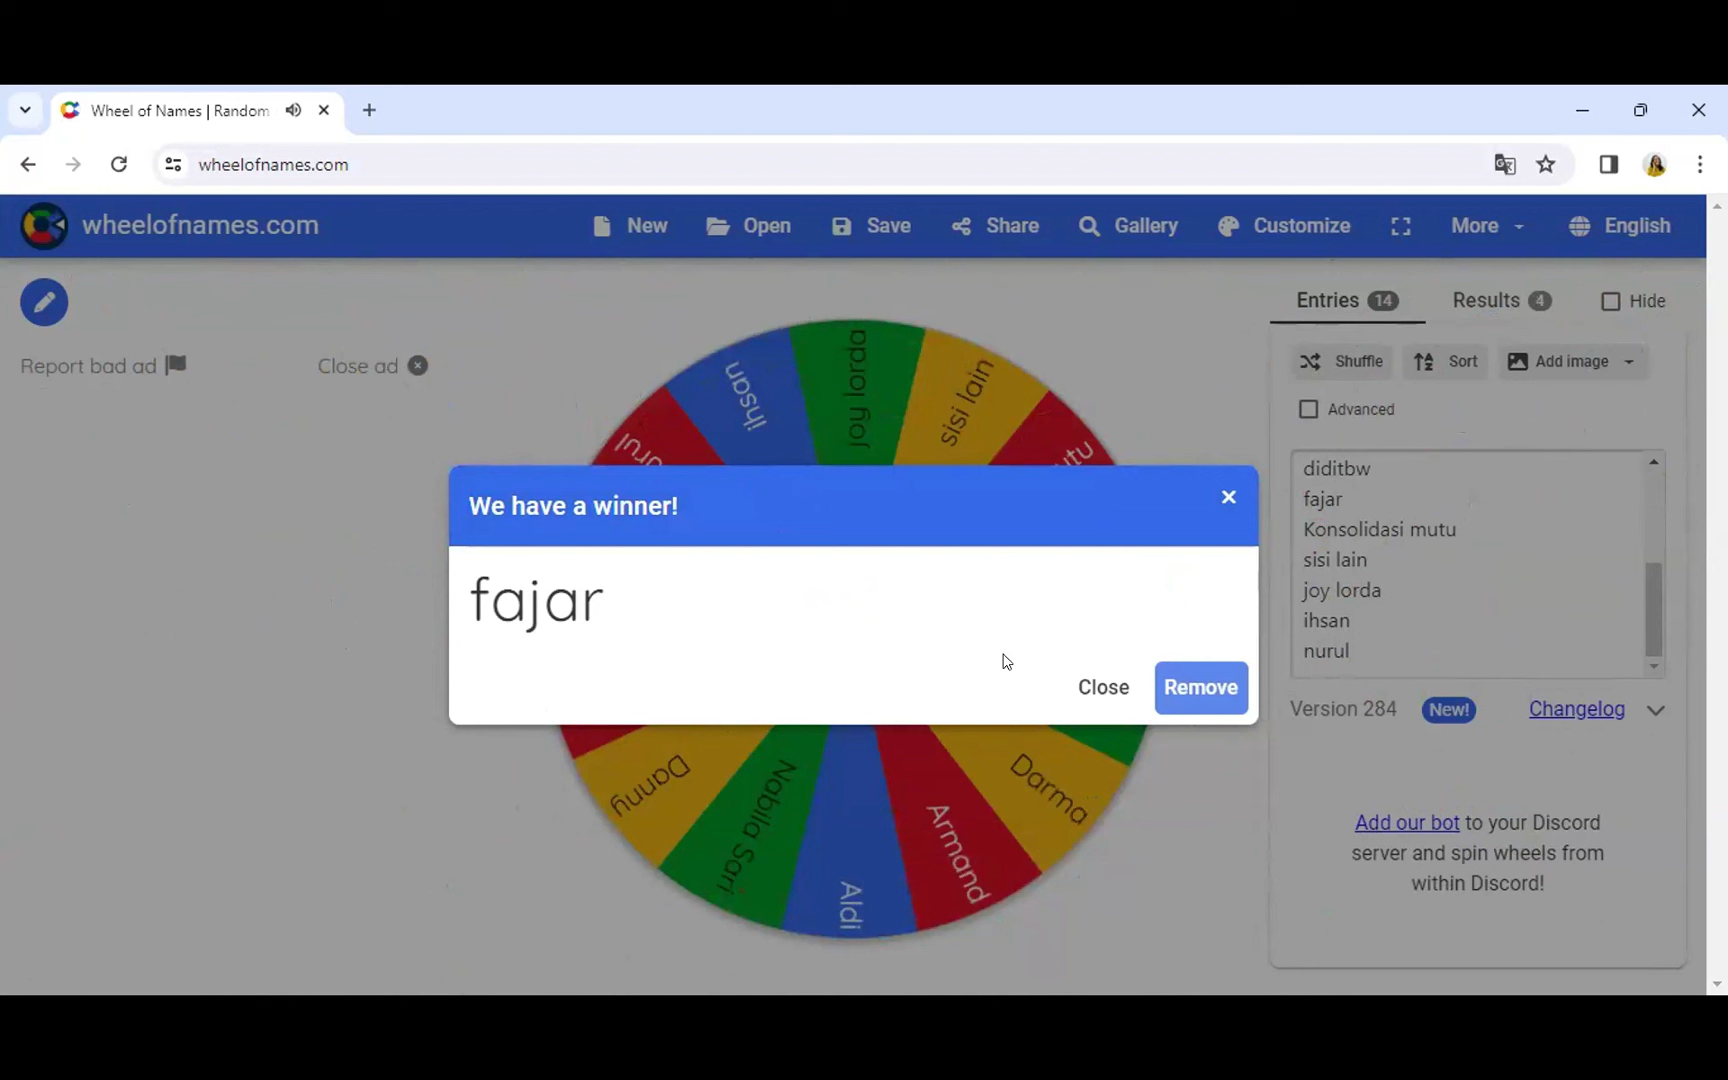 Wheel of Names | Random
wheelofnames.com
wheelofnames.com
New
Open
Save
Share
Gallery
Customize
More
English
Report bad ad
Close ad
Entries 14
Results 4
Hide
Shuffle
Sort
Add image
Advanced
diditbw
fajar
Konsolidasi mutu
sisi lain
joy lorda
ihsan
nurul
Version 284
New!
Changelog
Add our bot to your Discord
server and spin wheels from
within Discord!
ihsan
joy lorda
sisi lain
We have a winner!
fajar
Close
Remove
Danny
Nabila Sari
Aldi
Armand
Darma